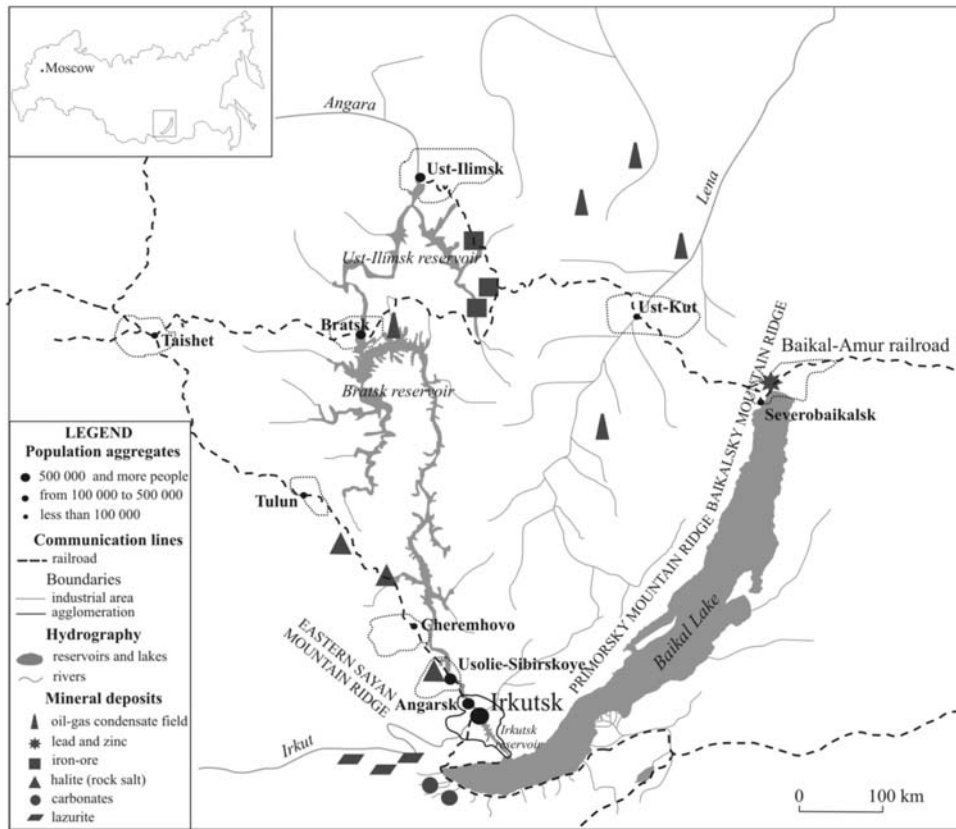 Moscow
Angara
Ust-Ilimsk
Lena
Ust-Ilimsk reservoir
Ust-Kut
Bratsk
Taishet
Baikal-Amur railroad
Bratsk reservoir
Severobaikalsk
PRIMORSKY MOUNTAIN RIDGE BAIKALSKY MOUNTAIN RIDGE
Tulun
Cheremhovo
Baikal Lake
EASTERN SAYAN
MOUNTAIN RIDGE
Usolie-Sibirskoye
Angarsk
Irkutsk
Irkutsk
reservoir
Irkut
0 100 km
LEGEND
Population aggregates
500 000 and more people
from 100 000 to 500 000
less than 100 000
Communication lines
railroad
Boundaries
industrial area
agglomeration
Hydrography
reservoirs and lakes
rivers
Mineral deposits
oil-gas condensate field
lead and zinc
iron-ore
halite (rock salt)
carbonates
lazurite